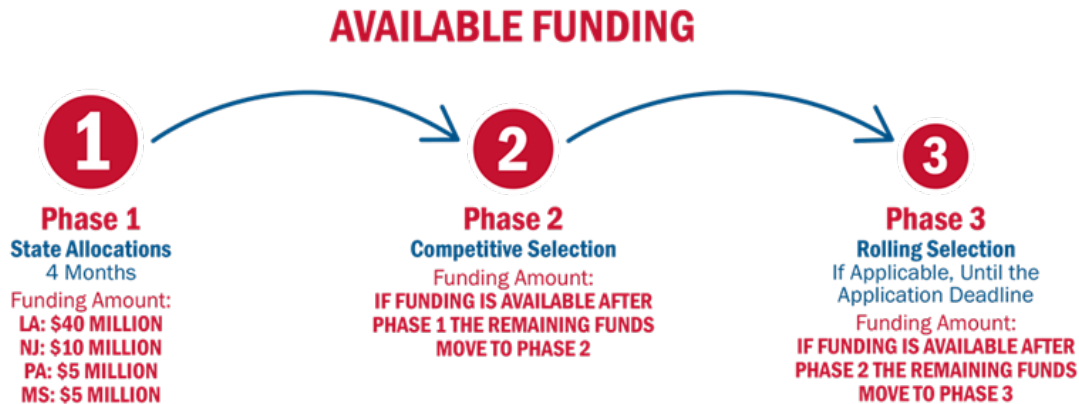 AVAILABLE FUNDING
1
Phase 1
State Allocations
4 Months
Funding Amount:
LA: $40 MILLION
NJ: $10 MILLION
PA: $5 MILLION
MS: $5 MILLION
2
Phase 2
Competitive Selection
Funding Amount:
IF FUNDING IS AVAILABLE AFTER
PHASE 1 THE REMAINING FUNDS
MOVE TO PHASE 2
3
Phase 3
Rolling Selection
If Applicable, Until the
Application Deadline
Funding Amount:
IF FUNDING IS AVAILABLE AFTER
PHASE 2 THE REMAINING FUNDS
MOVE TO PHASE 3